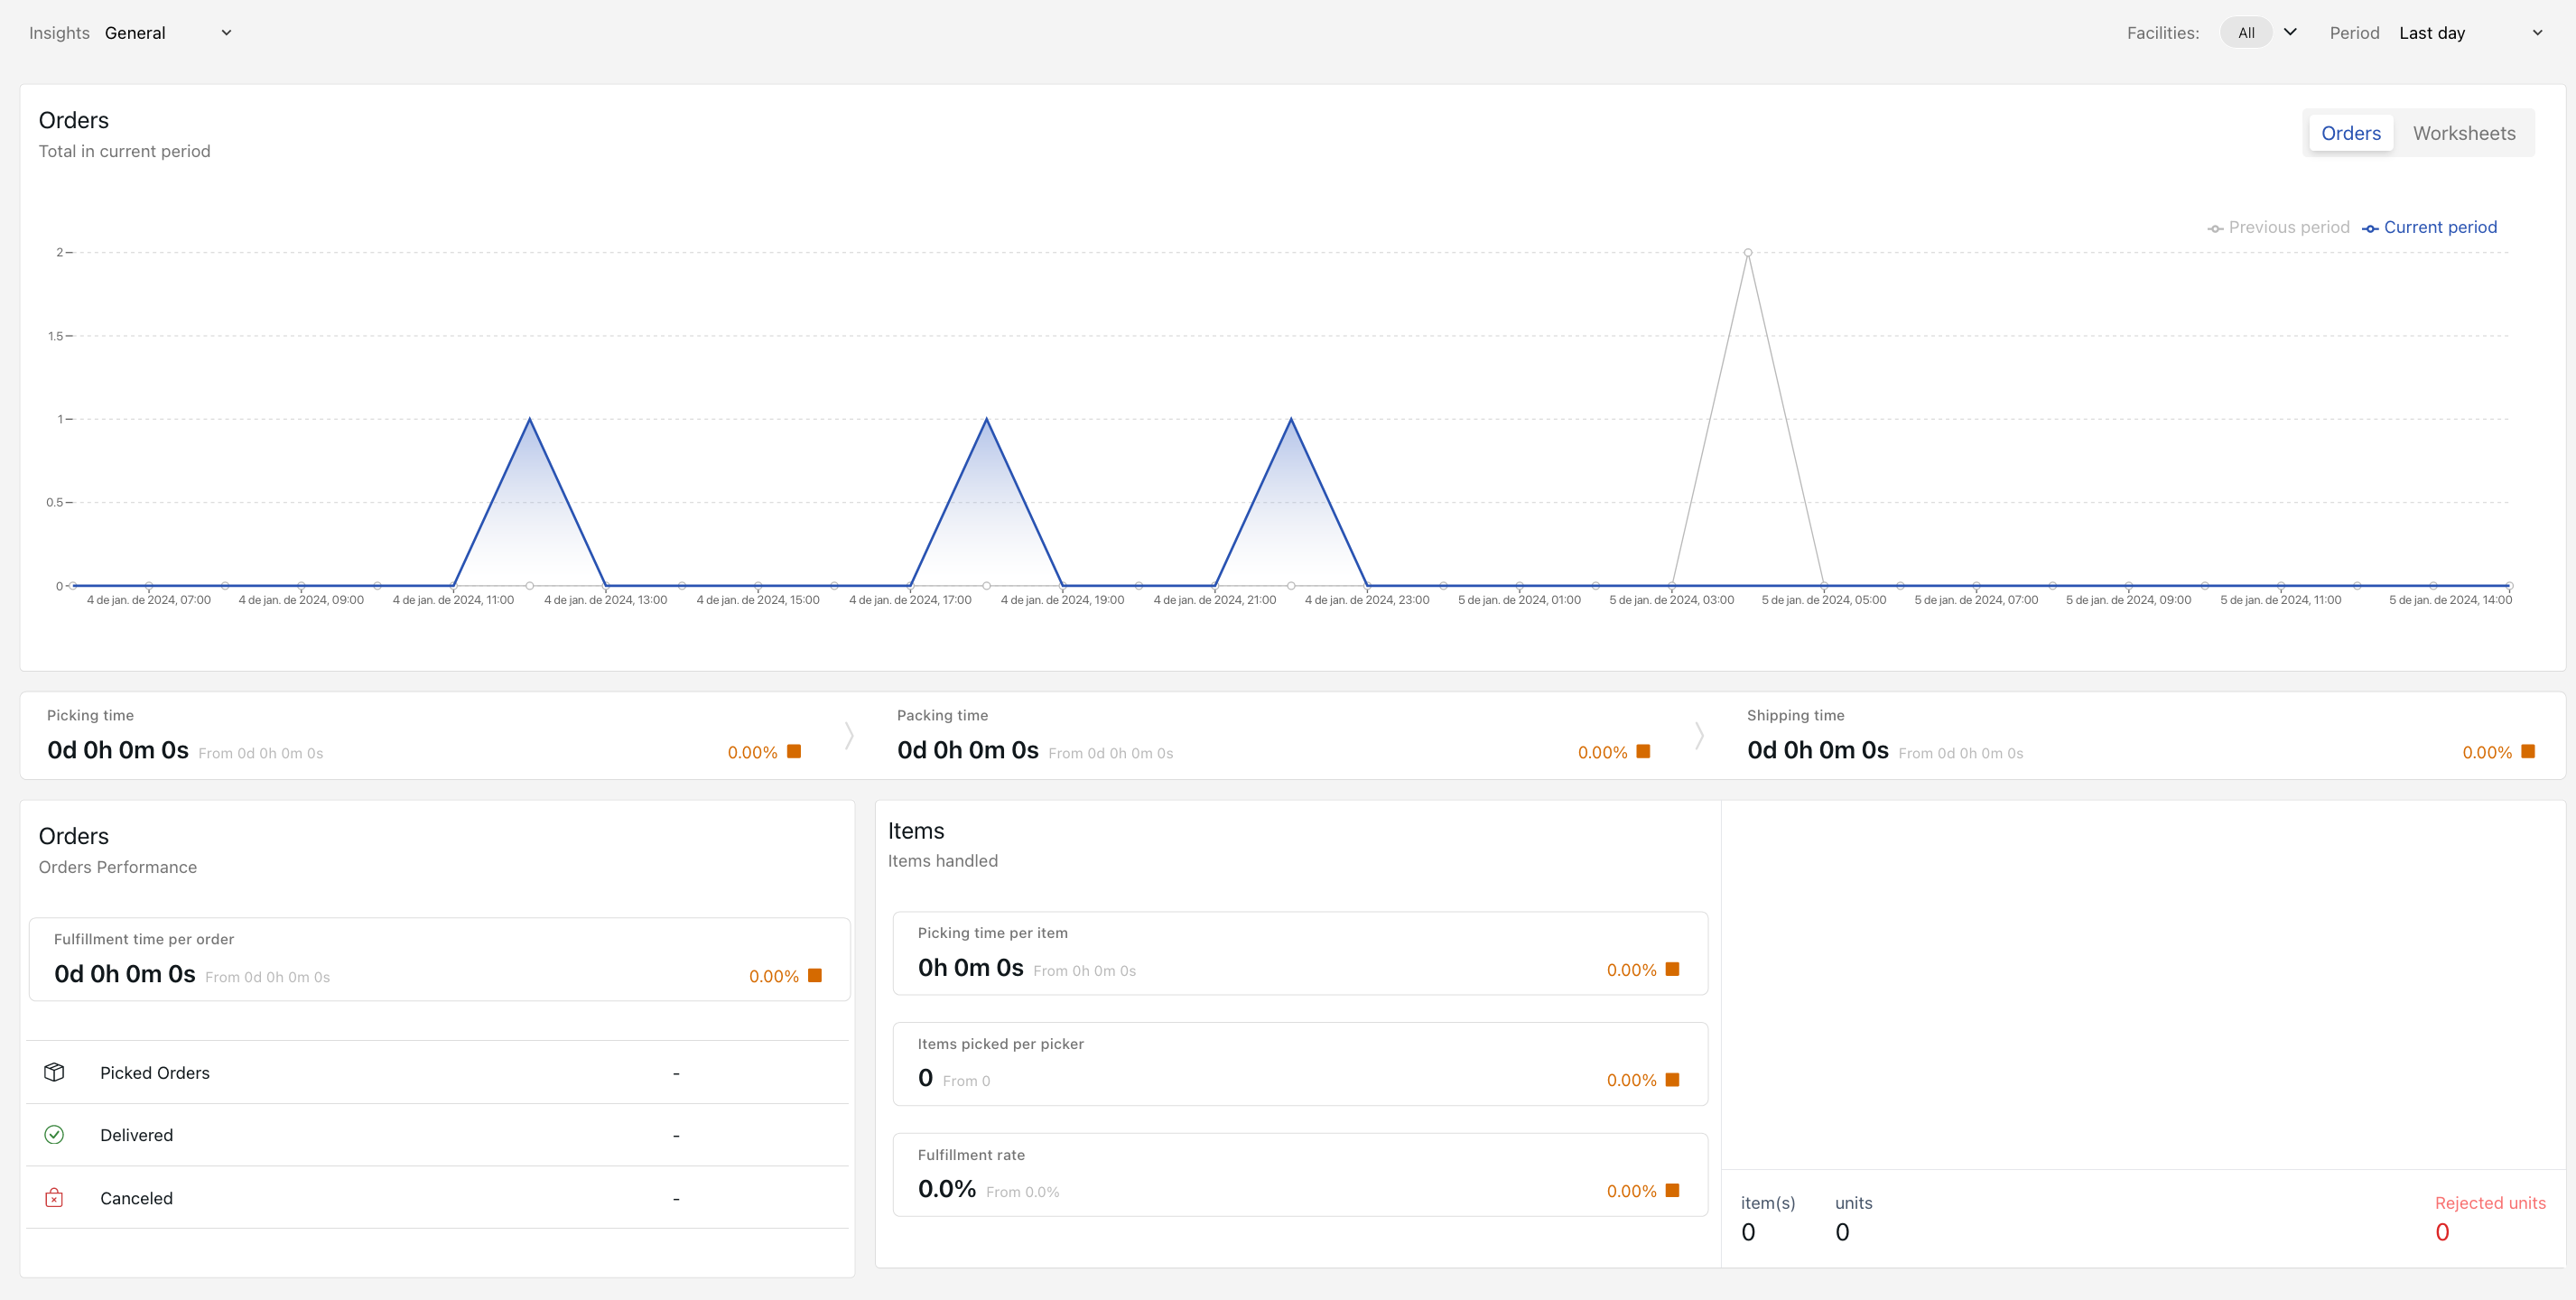 Insights General
Facilities: All Period Last day
Orders
Total in current period
Orders Worksheets
Previous period Current period
2
1.5
1
0.5
0
4 de jan. de 2024, 07:00 4 de jan. de 2024, 09:00 4 de jan. de 2024, 11:00 4 de jan. de 2024, 13:00 4 de jan. de 2024, 15:00 4 de jan. de 2024, 17:00 4 de jan. de 2024, 19:00 4 de jan. de 2024, 21:00 4 de jan. de 2024, 23:00 5 de jan. de 2024, 01:00 5 de jan. de 2024, 03:00 5 de jan. de 2024, 05:00 5 de jan. de 2024, 07:00 5 de jan. de 2024, 09:00 5 de jan. de 2024, 11:00 5 de jan. de 2024, 14:00
Picking time
0d 0h 0m 0s From 0d 0h 0m 0s 0.00%
Packing time
0d 0h 0m 0s From 0d 0h 0m 0s 0.00%
Shipping time
0d 0h 0m 0s From 0d 0h 0m 0s 0.00%
Orders
Orders Performance
Fulfillment time per order
0d 0h 0m 0s From 0d 0h 0m 0s 0.00%
Picked Orders -
Delivered -
Canceled -
Items
Items handled
Picking time per item
0h 0m 0s From 0h 0m 0s 0.00%
Items picked per picker
0 From 0 0.00%
Fulfillment rate
0.0% From 0.0% 0.00%
item(s) units Rejected units
0 0 0